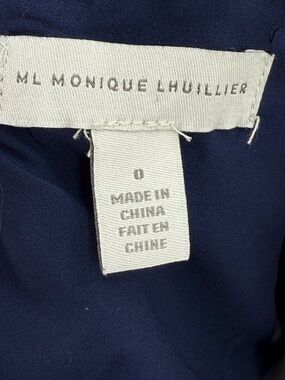 ML MONIQUE LHUILLIER
0
MADE IN
CHINA
FAIT EN
CHINE